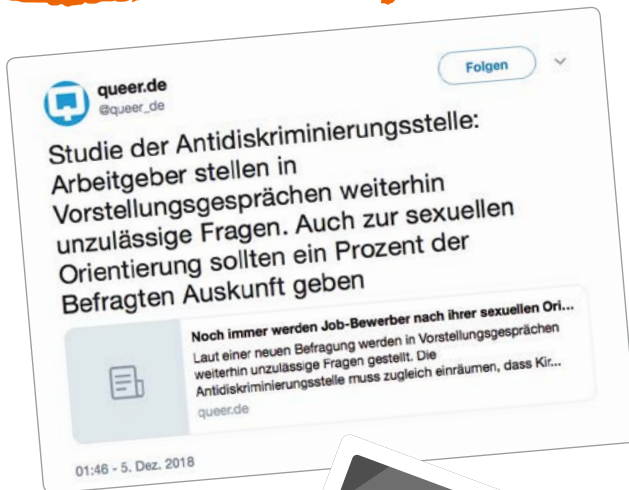 queer.de
@queer_de
Folgen
Studie der Antidiskriminierungsstelle:
Arbeitgeber stellen in
Vorstellungsgesprächen weiterhin
unzulässige Fragen. Auch zur sexuellen
Orientierung sollten ein Prozent der
Befragten Auskunft geben
Noch immer werden Job-Bewerber nach ihrer sexuellen Ori...
Laut einer neuen Befragung werden in Vorstellungsgesprächen
weiterhin unzulässige Fragen gestellt. Die
Antidiskriminierungsstelle muss zugleich einräumen, dass Kir...
queer.de
01:46 - 5. Dez. 2018